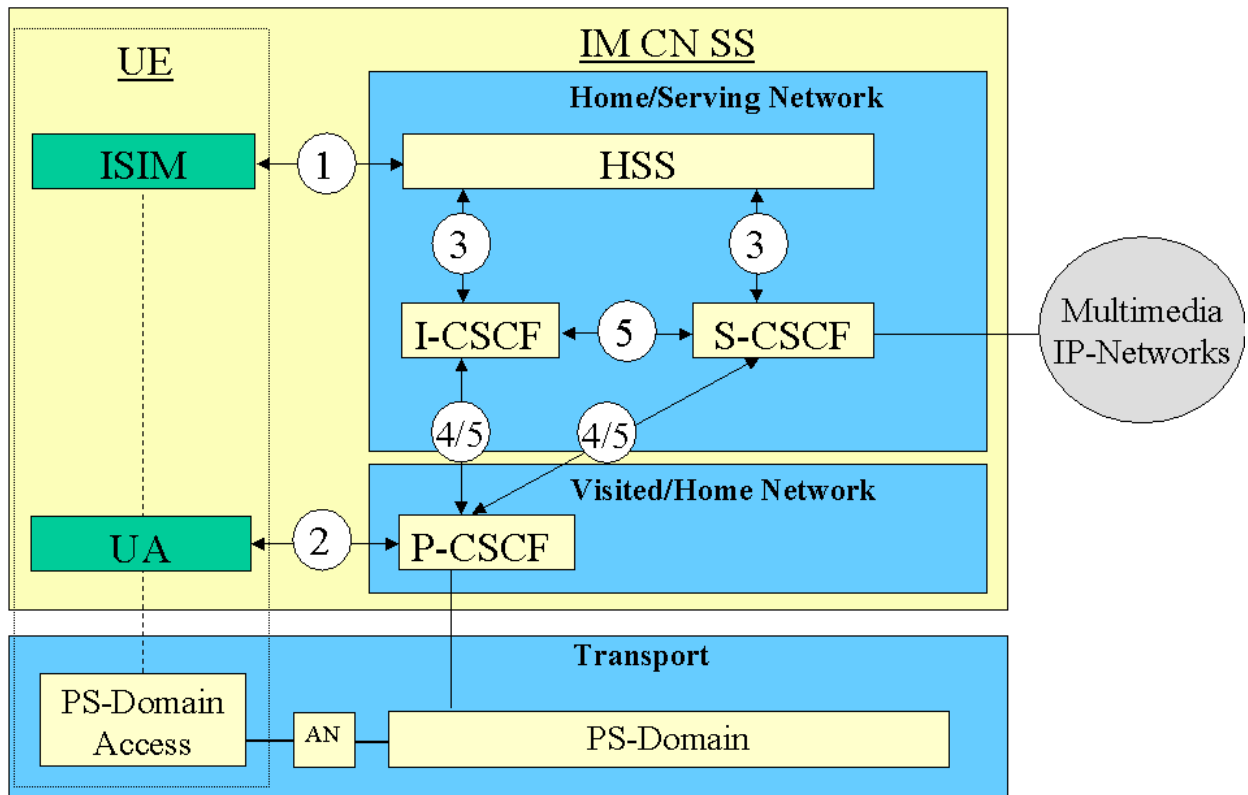 UE
IM CN SS
Home/Serving Network
ISIM
1
HSS
3
3
I-CSCF
5
S-CSCF
Multimedia
IP-Networks
4/5
4/5
Visited/Home Network
UA
2
P-CSCF
Transport
PS-Domain
Access
AN
PS-Domain